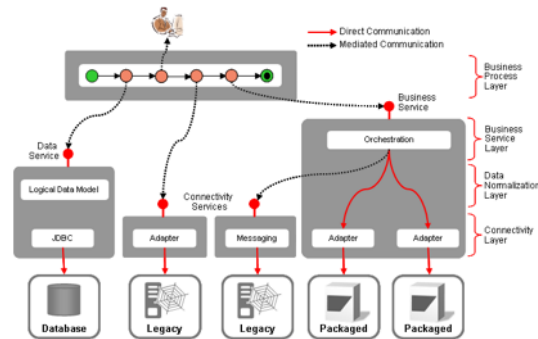 Direct Communication
Mediated Communication
Business
Process
Layer
Business
Service
Data
Service
Orchestration
Business
Service
Layer
Logical Data Model
Data
Normalization
Layer
Connectivity
Services
JDBC
Adapter
Messaging
Adapter
Adapter
Connectivity
Layer
Database
Legacy
Legacy
Packaged
Packaged